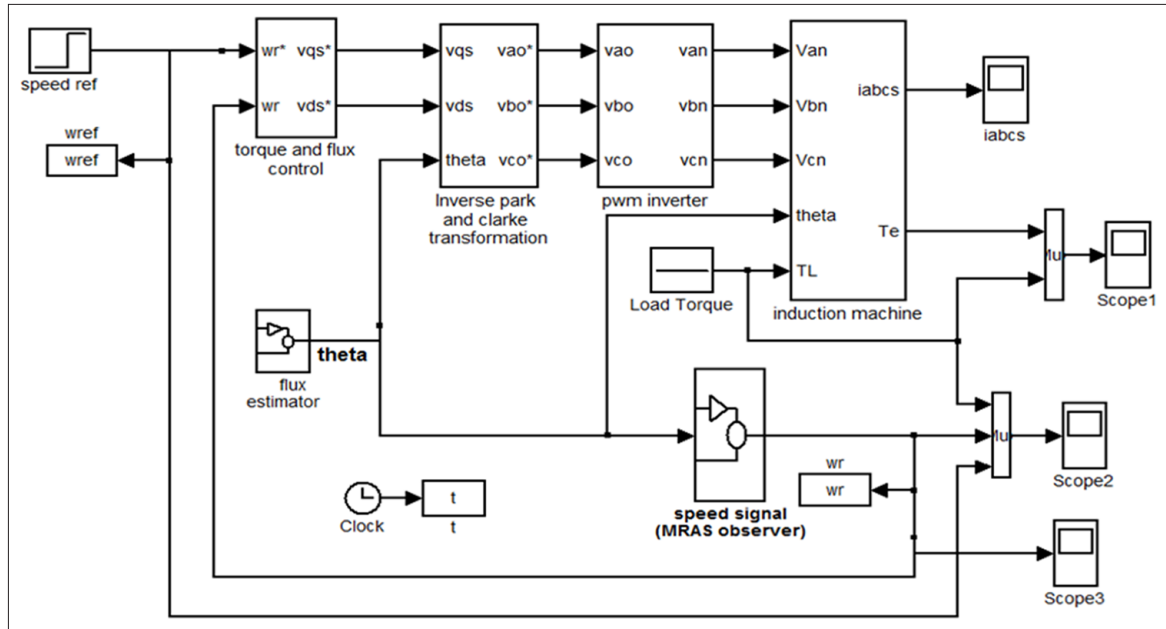 speed ref
wref
wref
wr* vqs*
wr vds*
torque and flux
control
vqs vao*
vds vbo*
theta vco*
Inverse park
and clarke
transformation
vao van
vbo vbn
vco vcn
pwm inverter
Van
Vbn
Vcn
theta
TL
iabcs
Te
induction machine
iabcs
Load Torque
Mu
Scope1
theta
flux
estimator
Mu
Scope2
Clock
t
t
speed signal
(MRAS observer)
wr
wr
Scope3